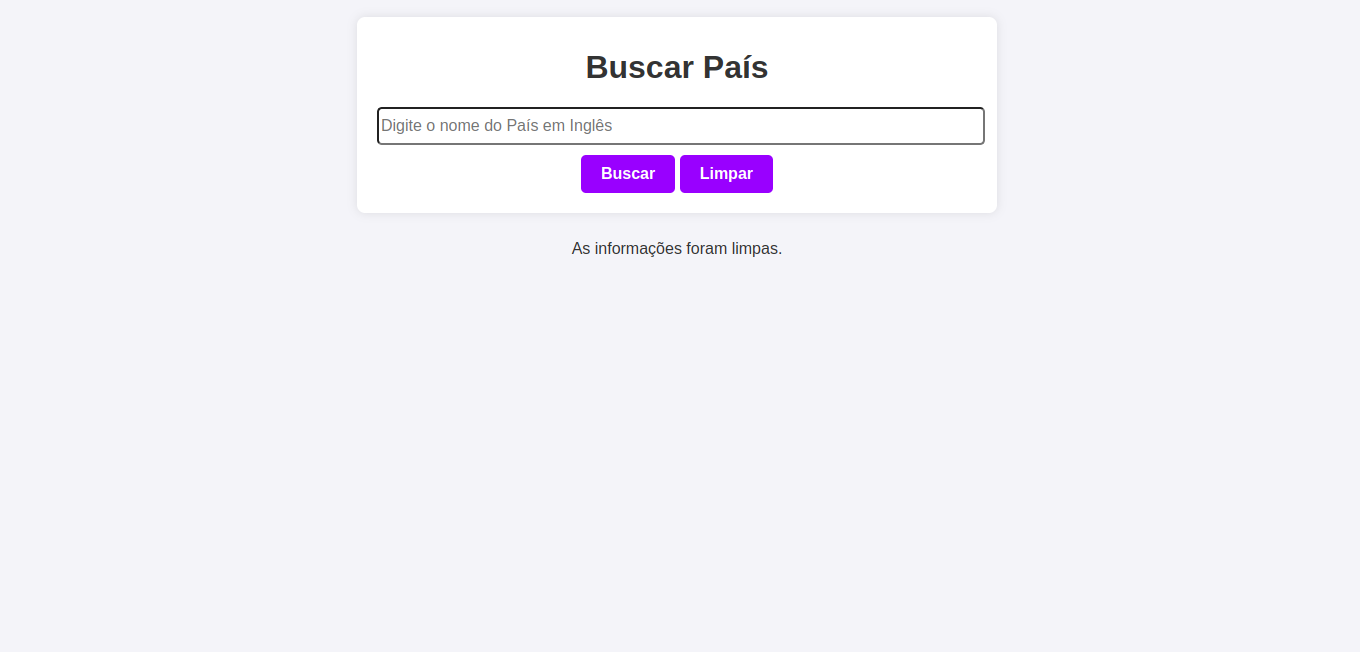 Buscar País
Digite o nome do País em Inglês
Buscar Limpar
As informações foram limpas.